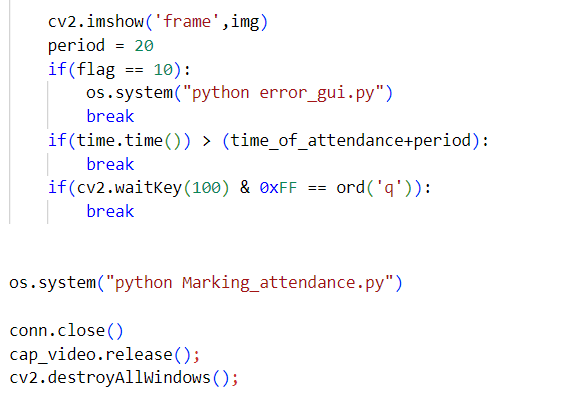 cv2.imshow('frame',img)
period = 20
if(flag == 10):
os.system("python error_gui.py")
break
if(time.time()) > (time_of_attendance+period):
break
if(cv2.waitKey(100) & 0xFF == ord('q')):
break
os.system("python Marking_attendance.py")
conn.close()
cap_video.release();
cv2.destroyAllWindows();